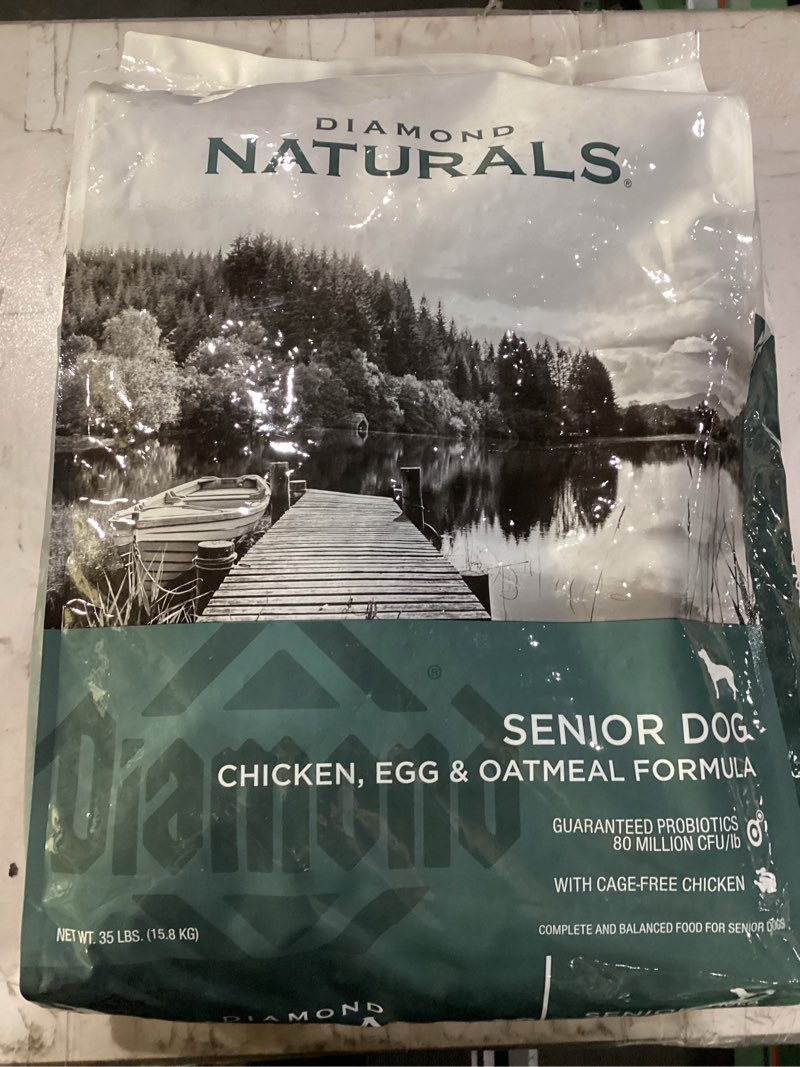 DIAMOND
NATURALS®
®
Diamond
SENIOR DOG
CHICKEN, EGG & OATMEAL FORMULA
GUARANTEED PROBIOTICS
80 MILLION CFU/lb
WITH CAGE-FREE CHICKEN
NET WT. 35 LBS. (15.8 KG)
COMPLETE AND BALANCED FOOD FOR SENIOR DOGS
DIAMOND
SENIOR